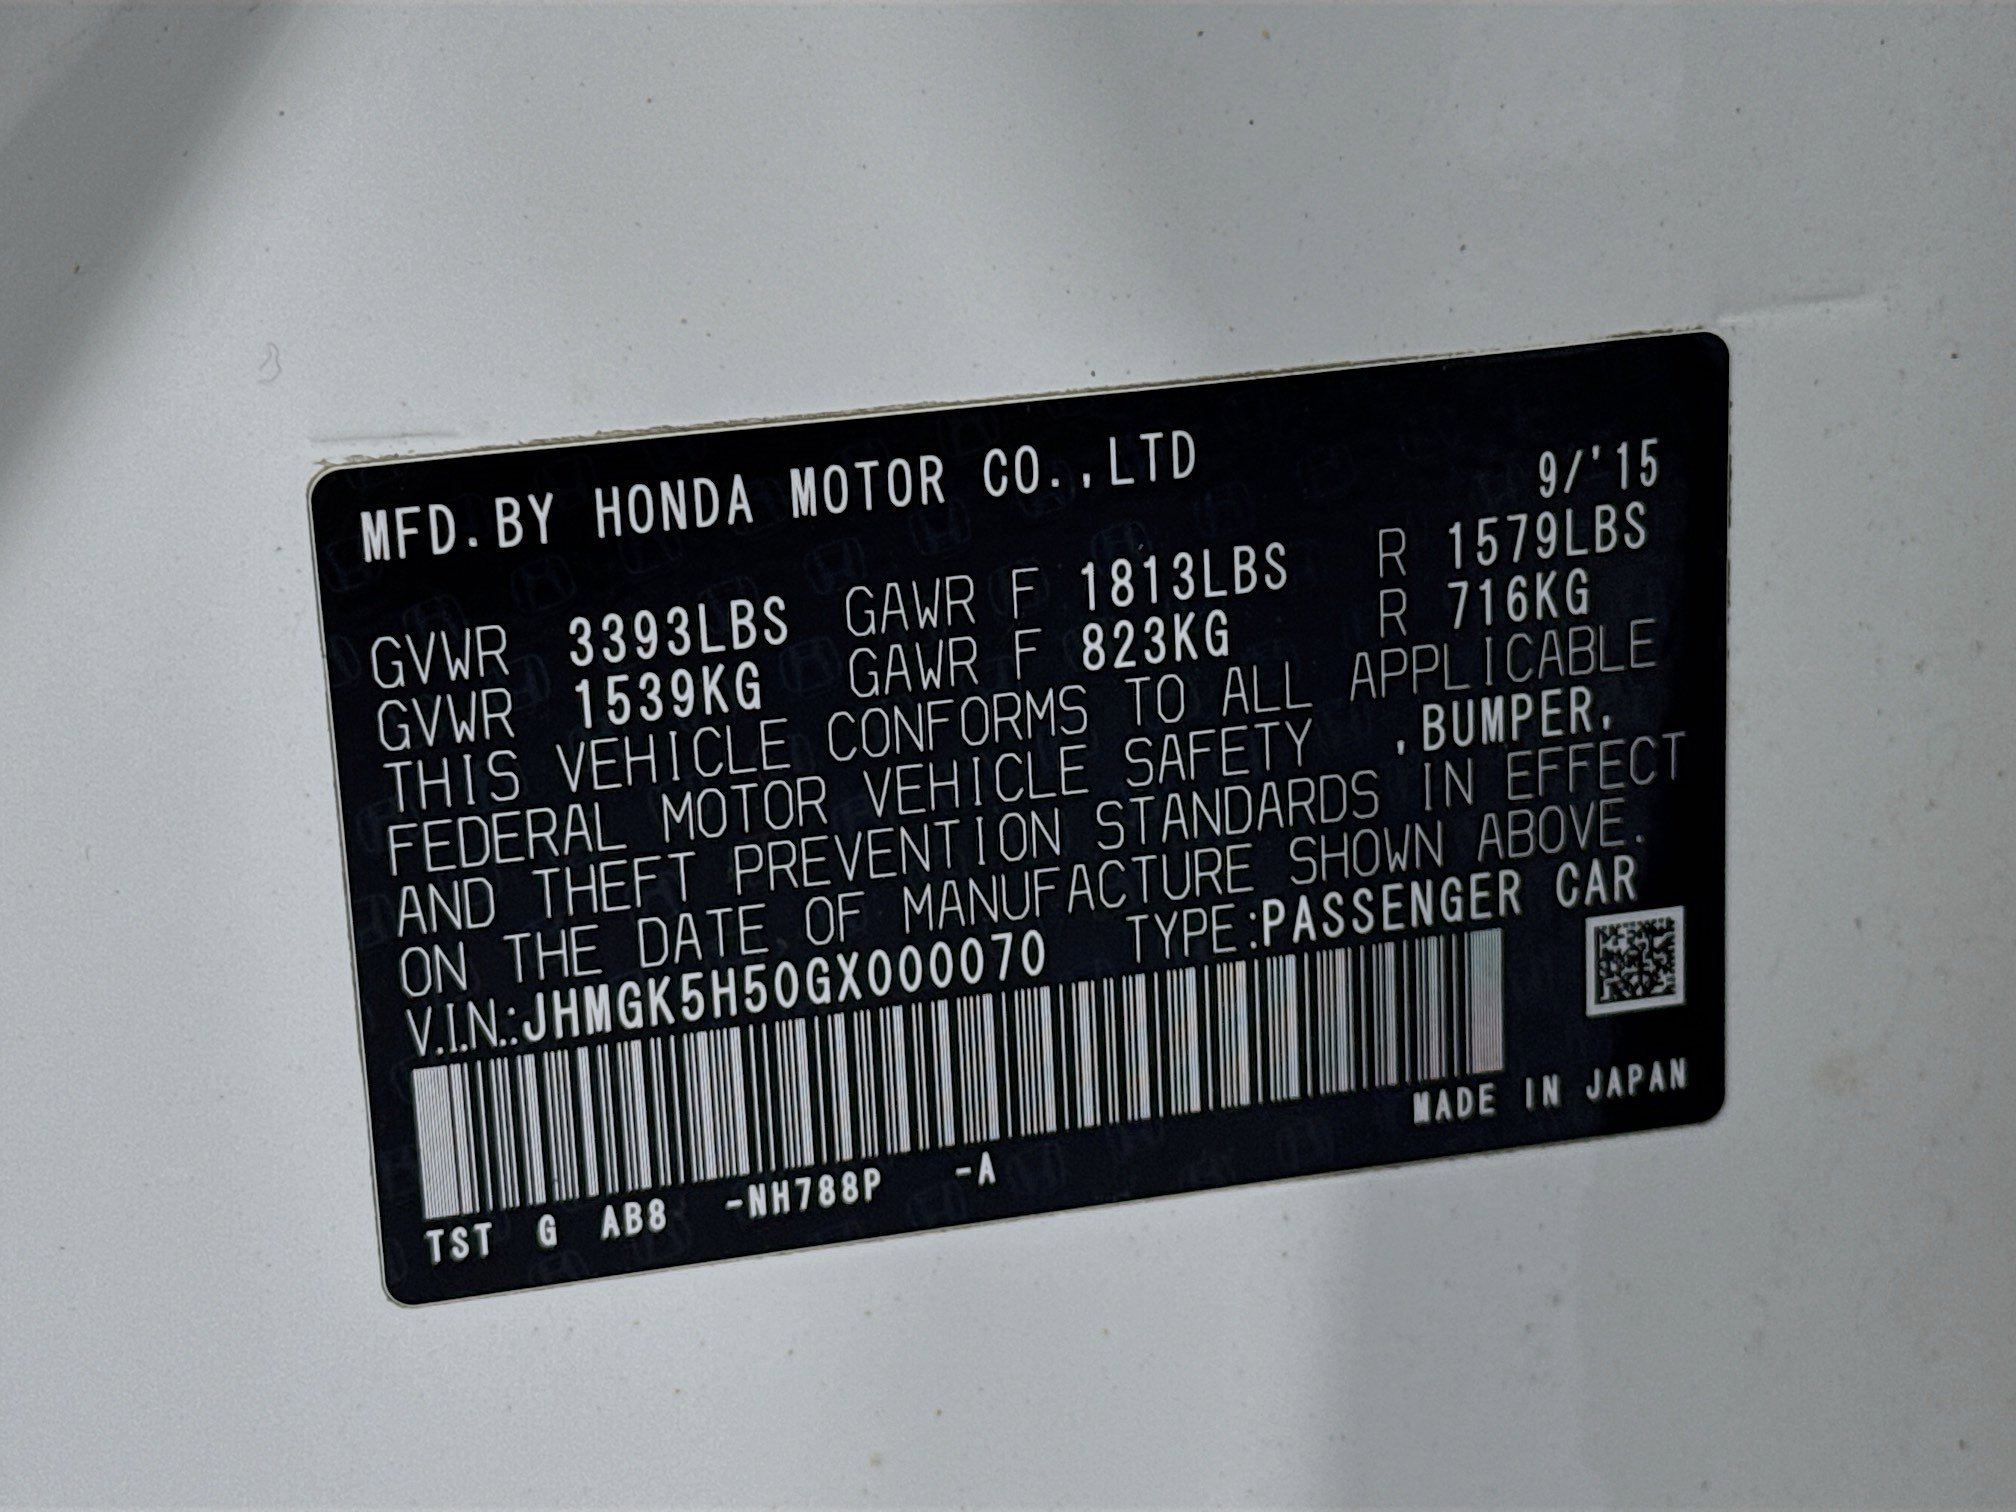 MFD.BY HONDA MOTOR CO.,LTD 9/'15
GVWR 3393LBS GAWR F 1813LBS R 1579LBS
GVWR 1539KG GAWR F 823KG R 716KG
THIS VEHICLE CONFORMS TO ALL APPLICABLE
FEDERAL MOTOR VEHICLE SAFETY ,BUMPER,
AND THEFT PREVENTION STANDARDS IN EFFECT
ON THE DATE OF MANUFACTURE SHOWN ABOVE.
V.I.N.:JHMGK5H50GX000070 TYPE:PASSENGER CAR
MADE IN JAPAN
TST G AB8 -NH788P -A